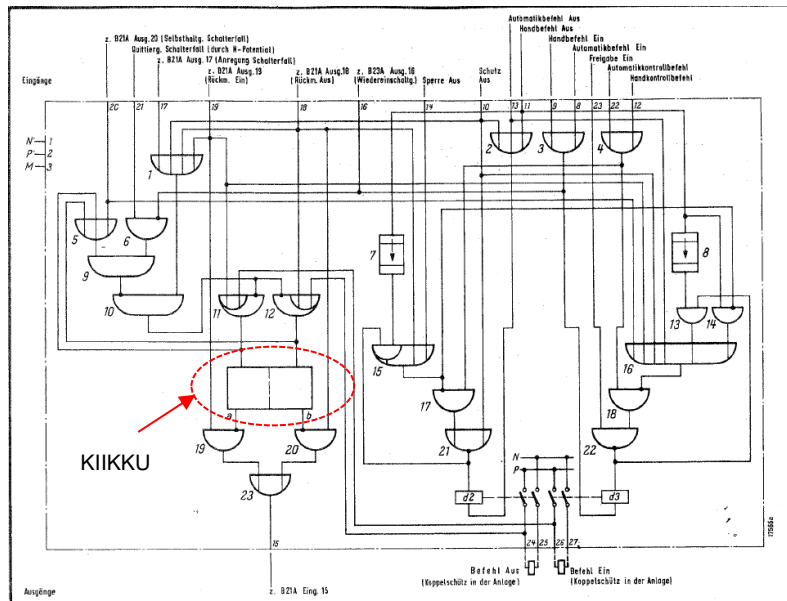 Automatikbefehl Aus
Handbefehl Aus
z. B21A Ausg.20 (Selbsthaltg. Schalterfall)
Handbefehl Ein
Quittierg. Schalterfall (durch N-Potential)
Automatikbefehl Ein
z. B21A Ausg. 17 (Anregung Schalterfall)
Freigabe Ein
z. B21A Ausg. 19 (Rückm. Ein)
z. B21A Ausg.18 (Rückm. Aus)
z. B23A Ausg. 16 (Wiedereinschaltg.)
Sperre Aus
Schutz Aus
Automatkontrollbefehl
Handkontrollbefehl
Eingänge
20 21 17 19 18 16 14 10 13 11 9 8 23 22 12
N 1
P 2
M 3
1 2 3 4
5 6 7 8
9
10 11 12 13 14
15 16
17 18
a b
KIIKKU
19 20 21 22
N
P
23
d2 d3
15 24 25 26 27
17565a
Befehl Aus
(Koppelschütz in der Anlage)
Befehl Ein
(Koppelschütz in der Anlage)
Ausgänge
z. B21A Eing. 15